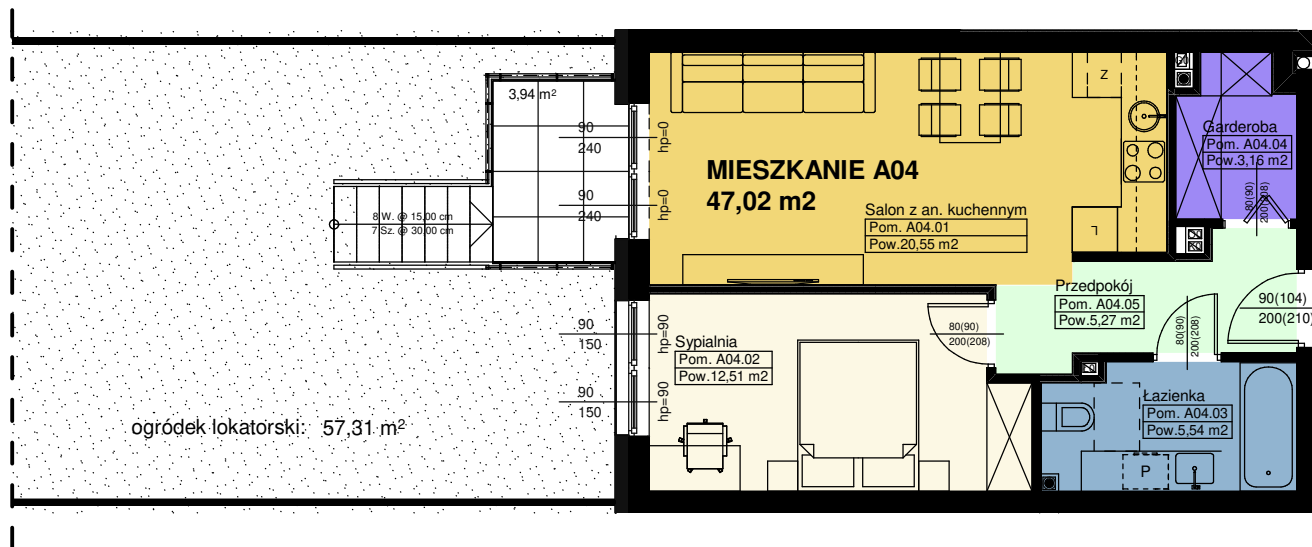 3,94 m²
90
240
hp=0
90
240
hp=0
8 W. @ 15,00 cm
7 Sz. @ 30,00 cm
MIESZKANIE A04
47,02 m2
Salon z an. kuchennym
Pom. A04.01
Pow.20,55 m2
Z
Garderoba
Pom. A04.04
Pow.3,16 m2
80(90)
200(208)
Przedpokój
Pom. A04.05
Pow.5,27 m2
90(104)
200(210)
80(90)
200(208)
80(90)
200(208)
90
150
hp=90
90
150
hp=90
Sypialnia
Pom. A04.02
Pow.12,51 m2
Łazienka
Pom. A04.03
Pow.5,54 m2
P
ogródek lokatorski: 57,31 m²